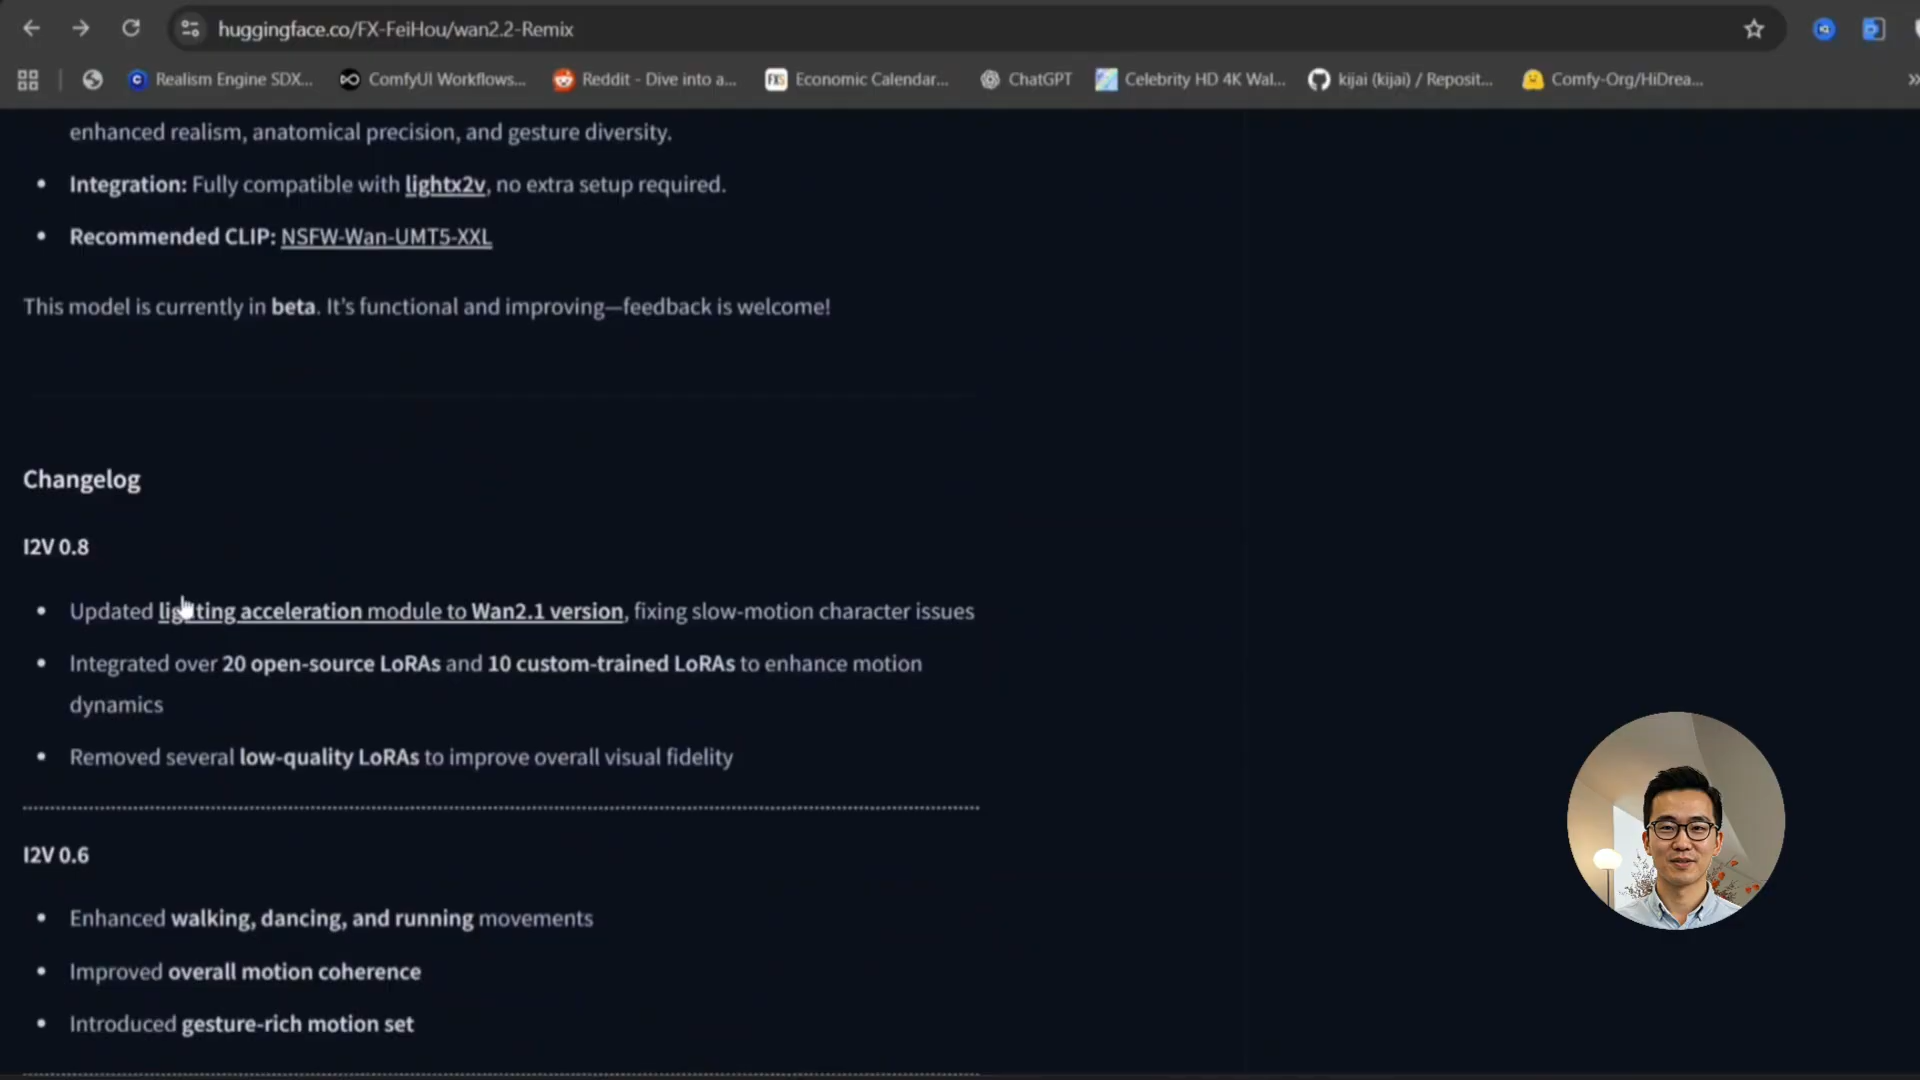 huggingface.co/FX-FeiHou/wan2.2-Remix
Realism Engine SDX... ComfyUI Workflows... Reddit - Dive into a... FXS Economic Calendar... ChatGPT Celebrity HD 4K Wal... kijai (kijai) / Reposit... Comfy-Org/HiDrea... »
enhanced realism, anatomical precision, and gesture diversity.
• Integration: Fully compatible with lightx2v, no extra setup required.
• Recommended CLIP: NSFW-Wan-UMT5-XXL
This model is currently in beta. It's functional and improving—feedback is welcome!
Changelog
I2V 0.8
• Updated lighting acceleration module to Wan2.1 version, fixing slow-motion character issues
• Integrated over 20 open-source LoRAs and 10 custom-trained LoRAs to enhance motion
dynamics
• Removed several low-quality LoRAs to improve overall visual fidelity
I2V 0.6
• Enhanced walking, dancing, and running movements
• Improved overall motion coherence
• Introduced gesture-rich motion set